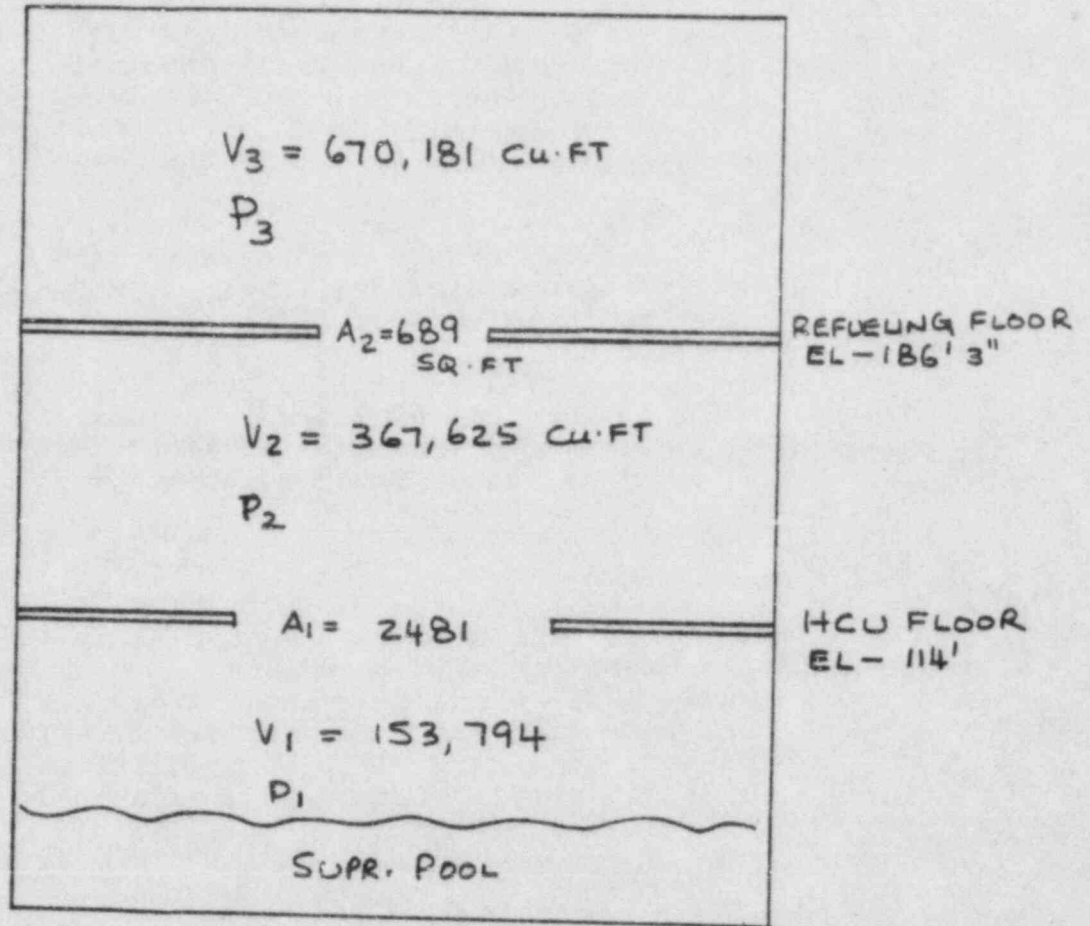 V3 = 670,181 CU.FT
P3
A2=689
SQ.FT
REFUELING FLOOR
EL-186' 3"
V2 = 367,625 CU.FT
P2
A1= 2481
HCU FLOOR
EL- 114'
V1 = 153,794
P1
SUPR. POOL